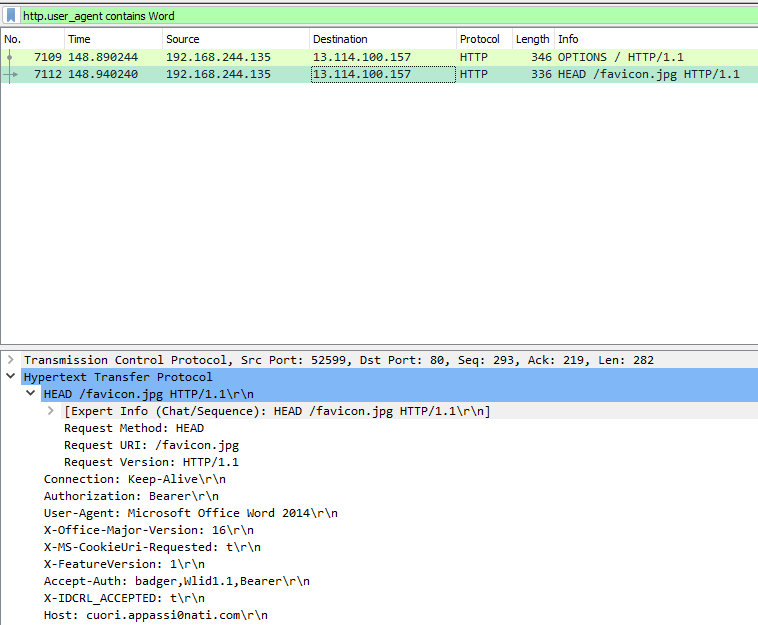 http.user_agent contains Word
No. Time Source Destination Protocol Length Info
7109 148.890244 192.168.244.135 13.114.100.157 HTTP 346 OPTIONS / HTTP/1.1
7112 148.940240 192.168.244.135 13.114.100.157 HTTP 336 HEAD /favicon.jpg HTTP/1.1
Transmission Control Protocol, Src Port: 52599, Dst Port: 80, Seq: 293, Ack: 219, Len: 282
Hypertext Transfer Protocol
HEAD /favicon.jpg HTTP/1.1\r\n
[Expert Info (Chat/Sequence): HEAD /favicon.jpg HTTP/1.1\r\n]
Request Method: HEAD
Request URI: /favicon.jpg
Request Version: HTTP/1.1
Connection: Keep-Alive\r\n
Authorization: Bearer\r\n
User-Agent: Microsoft Office Word 2014\r\n
X-Office-Major-Version: 16\r\n
X-MS-CookieUri-Requested: t\r\n
X-FeatureVersion: 1\r\n
Accept-Auth: badger,Wlid1.1,Bearer\r\n
X-IDCRL_ACCEPTED: t\r\n
Host: cuori.appassi0nati.com\r\n